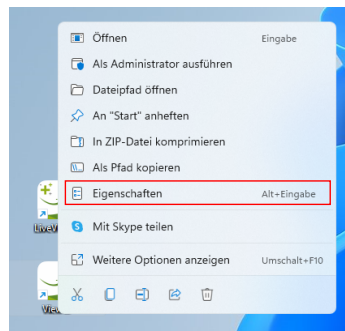 Öffnen Eingabe
Als Administrator ausführen
Dateipfad öffnen
An "Start" anheften
In ZIP-Datei komprimieren
Als Pfad kopieren
Eigenschaften Alt+Eingabe
Mit Skype teilen
Weitere Optionen anzeigen Umschalt+F10